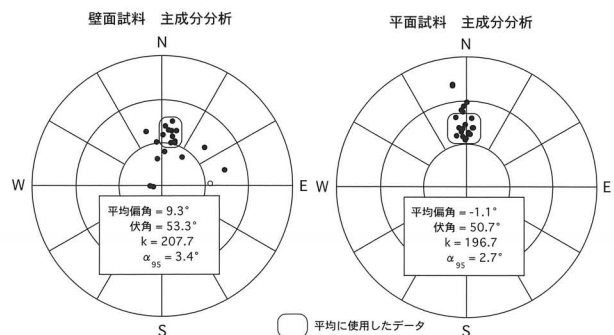 壁面試料 主成分分析
N
W
E
S
平均偏角 = 9.3°
伏角 = 53.3°
k = 207.7
α95 = 3.4°
平面試料 主成分分析
N
W
E
S
平均偏角 = -1.1°
伏角 = 50.7°
k = 196.7
α95 = 2.7°
平均に使用したデータ